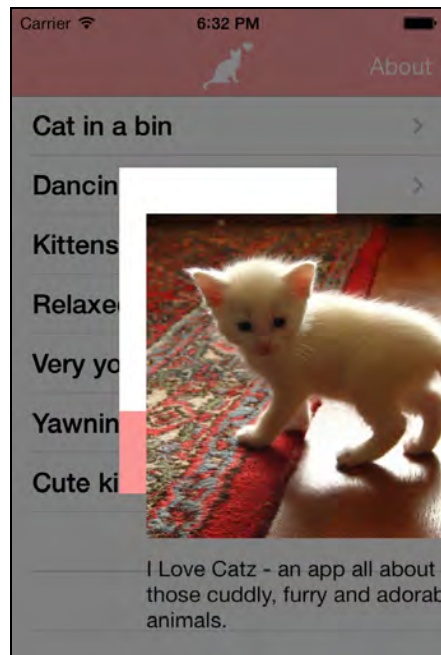 Carrier 6:32 PM
About
Cat in a bin
Dancin
Kittens
Relaxe
Very yo
Yawnin
Cute ki
I Love Catz - an app all about
those cuddly, furry and adorab
animals.